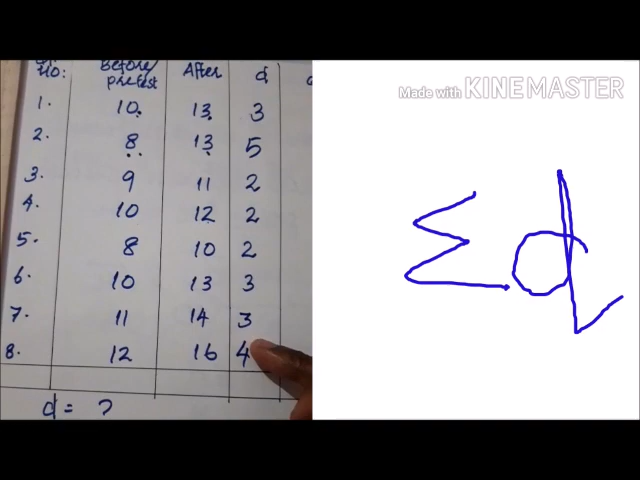 No: Before/ After d
pretest
1. 10. 13. 3
2. 8 13 5
3. 9 11 2
4. 10 12 2
5. 8 10 2
6. 10 13 3
7. 11 14 3
8. 12 16 4
d = ?
Made with KINEMASTER
Σd